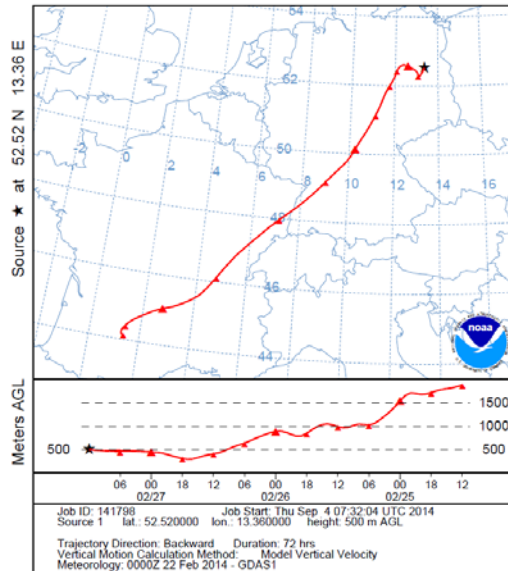 Source ★ at 52.52 N 13.36 E
54
52
50
48
46
44
-2
0
2
4
6
8
10
12
14
16
noaa
Meters AGL
1500
1000
500
500
06 00 18 12 06 00 18 12 06 00 18 12
02/27 02/26 02/25
Job ID: 141798 Job Start: Thu Sep 4 07:32:04 UTC 2014
Source 1 lat.: 52.520000 lon.: 13.360000 height: 500 m AGL
Trajectory Direction: Backward Duration: 72 hrs
Vertical Motion Calculation Method: Model Vertical Velocity
Meteorology: 0000Z 22 Feb 2014 - GDAS1